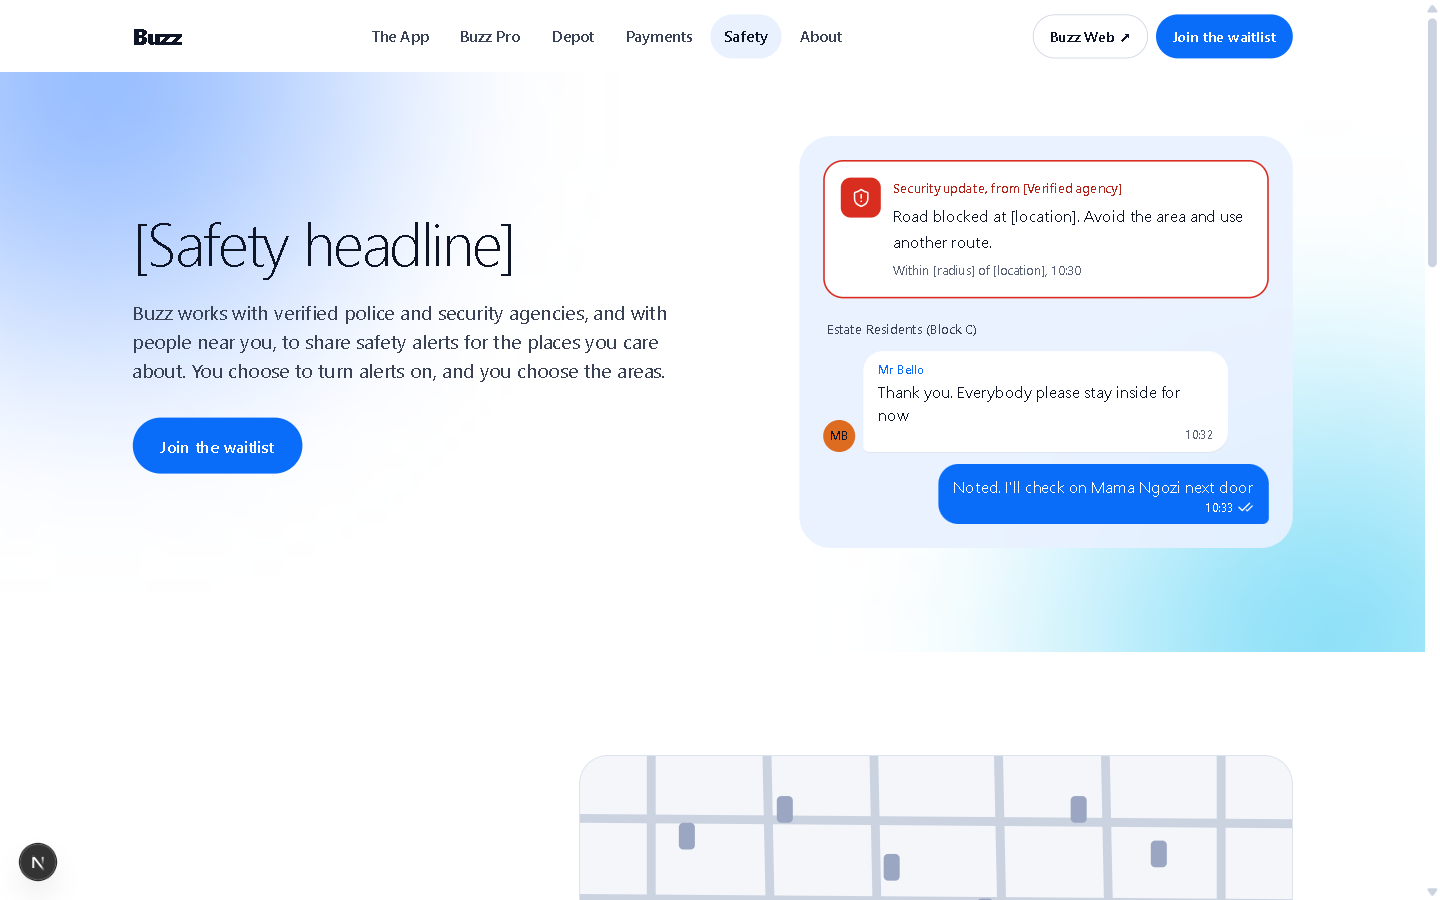 Buzz
The App
Buzz Pro
Depot
Payments
Safety
About
Buzz Web ↗
Join the waitlist
[Safety headline]
Buzz works with verified police and security agencies, and with
people near you, to share safety alerts for the places you care
about. You choose to turn alerts on, and you choose the areas.
Join the waitlist
Security update, from [Verified agency]
Road blocked at [location]. Avoid the area and use
another route.
Within [radius] of [location], 10:30
Estate Residents (Block C)
Mr Bello
Thank you. Everybody please stay inside for
now
10:32
MB
Noted. I'll check on Mama Ngozi next door
10:33
N